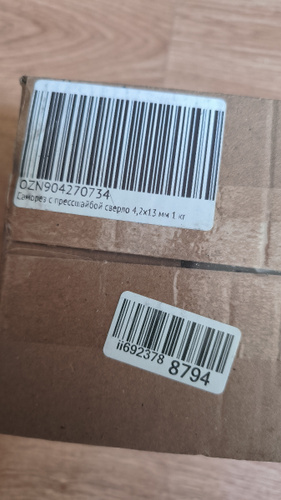 OZN904270734
Саморез с прессшайбой сверло 4,2х13 мм 1 кг
ii692378 8794